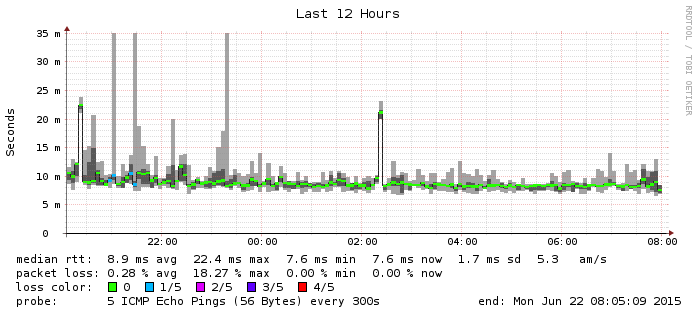 Last 12 Hours
RRDTOOL / TOBI OETIKER
Seconds
35 m
30 m
25 m
20 m
15 m
10 m
5 m
0
22:00 00:00 02:00 04:00 06:00 08:00
median rtt: 8.9 ms avg 22.4 ms max 7.6 ms min 7.6 ms now 1.7 ms sd 5.3 am/s
packet loss: 0.28 % avg 18.27 % max 0.00 % min 0.00 % now
loss color: 0 1/5 2/5 3/5 4/5
probe: 5 ICMP Echo Pings (56 Bytes) every 300s end: Mon Jun 22 08:05:09 2015